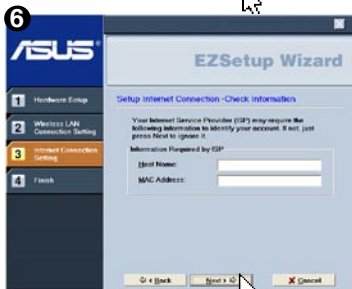 6
ASUS
EZSetup Wizard
1 Hardware Setup
2 Wireless LAN
Connection Setting
3 Internet Connection
Setting
4 Finish
Setup Internet Connection -Check Information
Your Internet Service Provider (ISP) may require the
following information to identify your account. If not, just
press Next to ignore it.
Information Required by ISP
Host Name:
MAC Address:
< Back
Next >
X Cancel